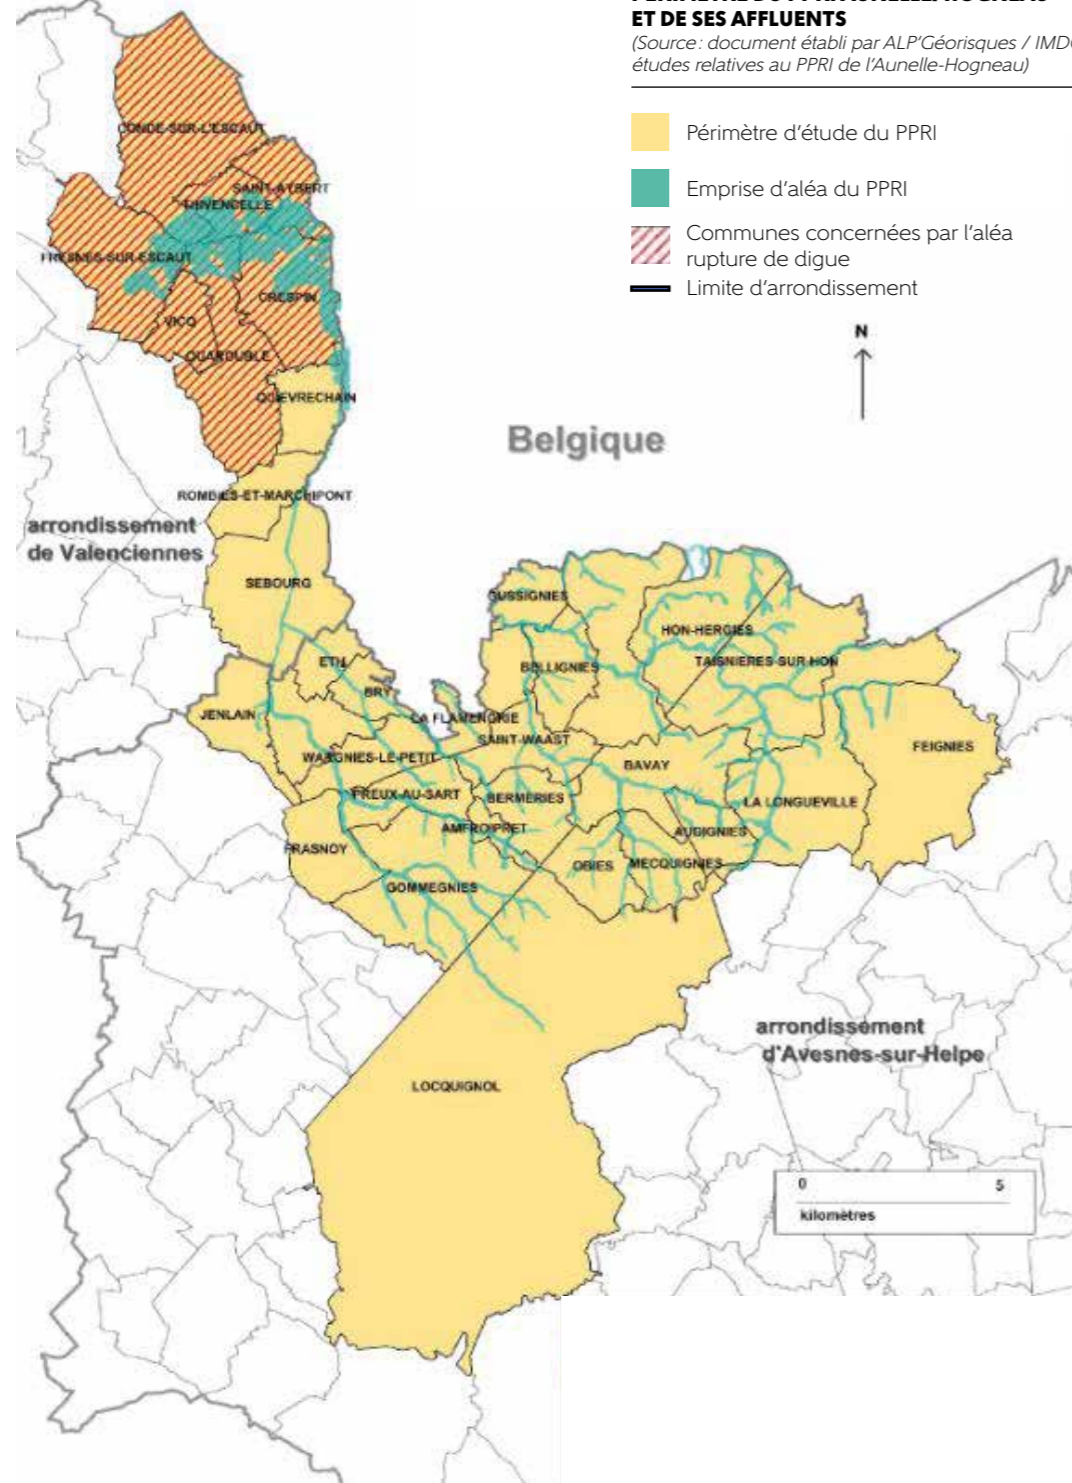 ET DE SES AFFLUENTS
(Source : document établi par ALP'Géorisques / IMDC
études relatives au PPRI de l'Aunelle-Hogneau)
Périmètre d'étude du PPRI
Emprise d'aléa du PPRI
Communes concernées par l'aléa
rupture de digue
Limite d'arrondissement
N
CONDE-SUR-L'ESCAUT
SAINT-AYBERT
THIVENCELLE
FRESNES-SUR-ESCAUT
CRESPIN
VICQ
QUAROUBLE
QUIEVRECHAIN
Belgique
ROMBIES-ET-MARCHIPONT
arrondissement
de Valenciennes
SEBOURG
GUSSIGNIES
HON-HERGIES
ETH
BELLIGNIES
TAISNIERES-SUR-HON
BRY
JENLAIN
LA FLAMENGRIE
SAINT-WAAST
FEIGNIES
WARGNIES-LE-PETIT
BAVAY
PREUX-AU-SART
BERMERIES
LA LONGUEVILLE
AMFROIPRET
AUDIGNIES
FRASNOY
OBIES
MECQUIGNIES
GOMMEGNIES
arrondissement
d'Avesnes-sur-Helpe
LOCQUIGNOL
0 5
kilomètres